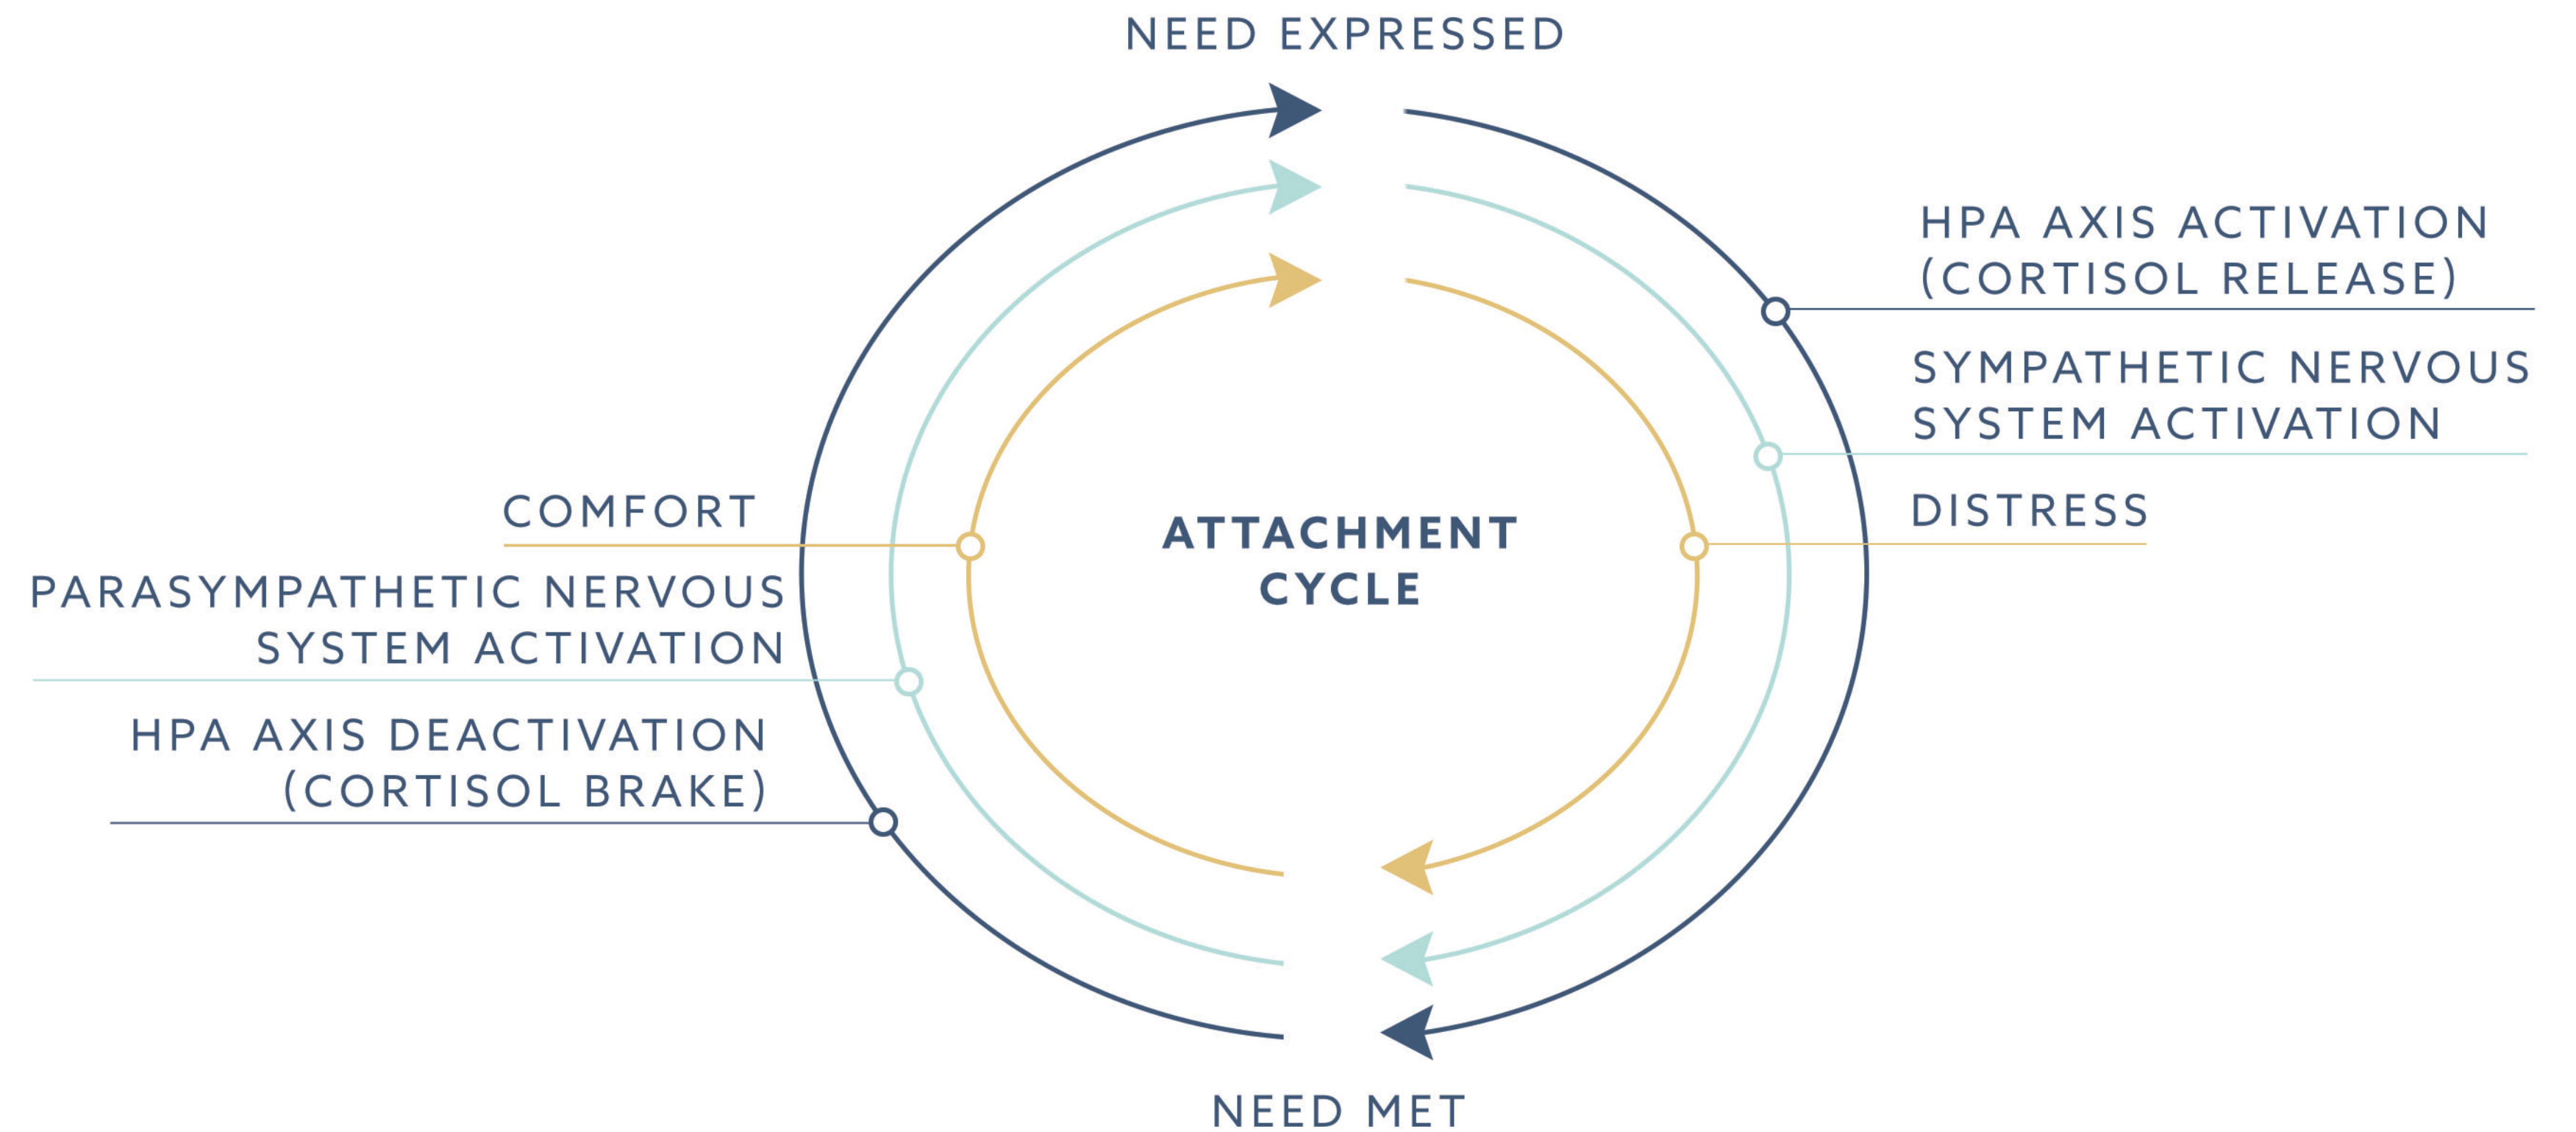 NEED EXPRESSED
HPA AXIS ACTIVATION
(CORTISOL RELEASE)
SYMPATHETIC NERVOUS
SYSTEM ACTIVATION
DISTRESS
ATTACHMENT
CYCLE
COMFORT
PARASYMPATHETIC NERVOUS
SYSTEM ACTIVATION
HPA AXIS DEACTIVATION
(CORTISOL BRAKE)
NEED MET